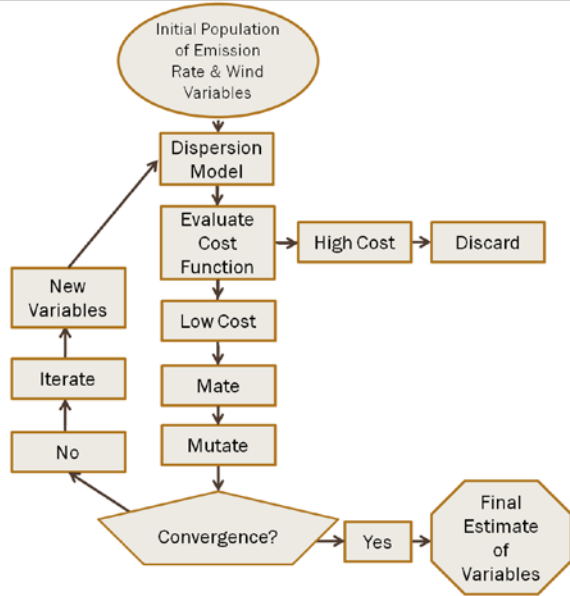 Initial Population
of Emission
Rate & Wind
Variables
Dispersion
Model
Evaluate
Cost
Function
High Cost
Discard
Low Cost
Mate
Mutate
Convergence?
No
Iterate
New
Variables
Yes
Final
Estimate
of
Variables